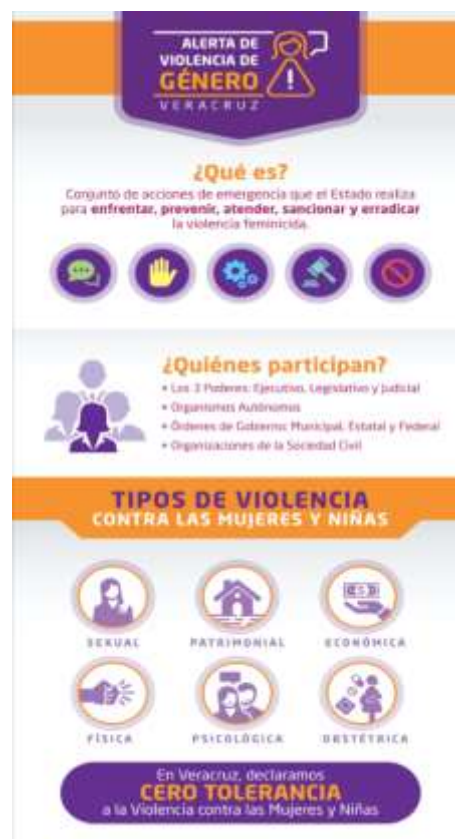 ALERTA DE
VIOLENCIA DE
GÉNERO
VERACRUZ
¿Qué es?
Conjunto de acciones de emergencia que el Estado realiza
para enfrentar, prevenir, atender, sancionar y erradicar
la violencia feminicida.
¿Quiénes participan?
• Los 3 Poderes: Ejecutivo, Legislativo y Judicial
• Organismos Autónomos
• Órdenes de Gobierno: Municipal, Estatal y Federal
• Organizaciones de la Sociedad Civil
TIPOS DE VIOLENCIA
CONTRA LAS MUJERES Y NIÑAS
SEXUAL
PATRIMONIAL
ECONÓMICA
FÍSICA
PSICOLÓGICA
OBSTÉTRICA
En Veracruz, declaramos
CERO TOLERANCIA
a la Violencia contra las Mujeres y Niñas